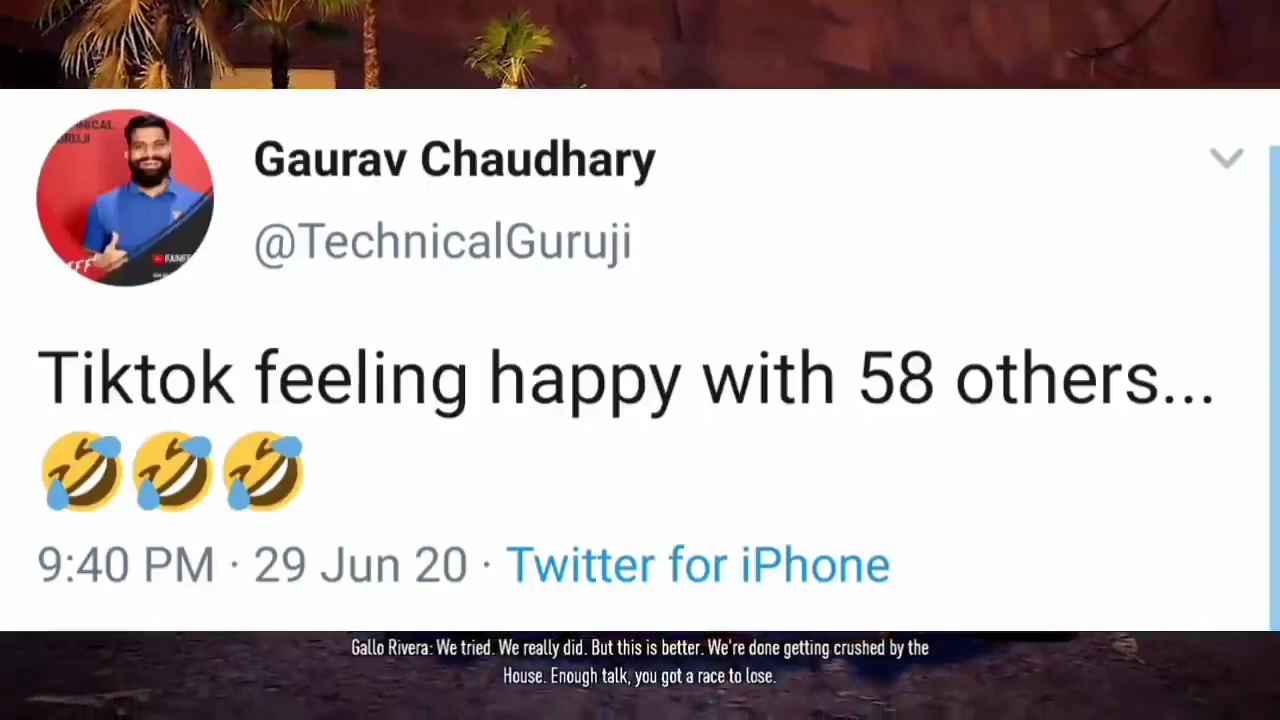 Gaurav Chaudhary
@TechnicalGuruji
Tiktok feeling happy with 58 others...
🤣🤣🤣
9:40 PM · 29 Jun 20 · Twitter for iPhone
Gallo Rivera: We tried. We really did. But this is better. We're done getting crushed by the
House. Enough talk, you got a race to lose.